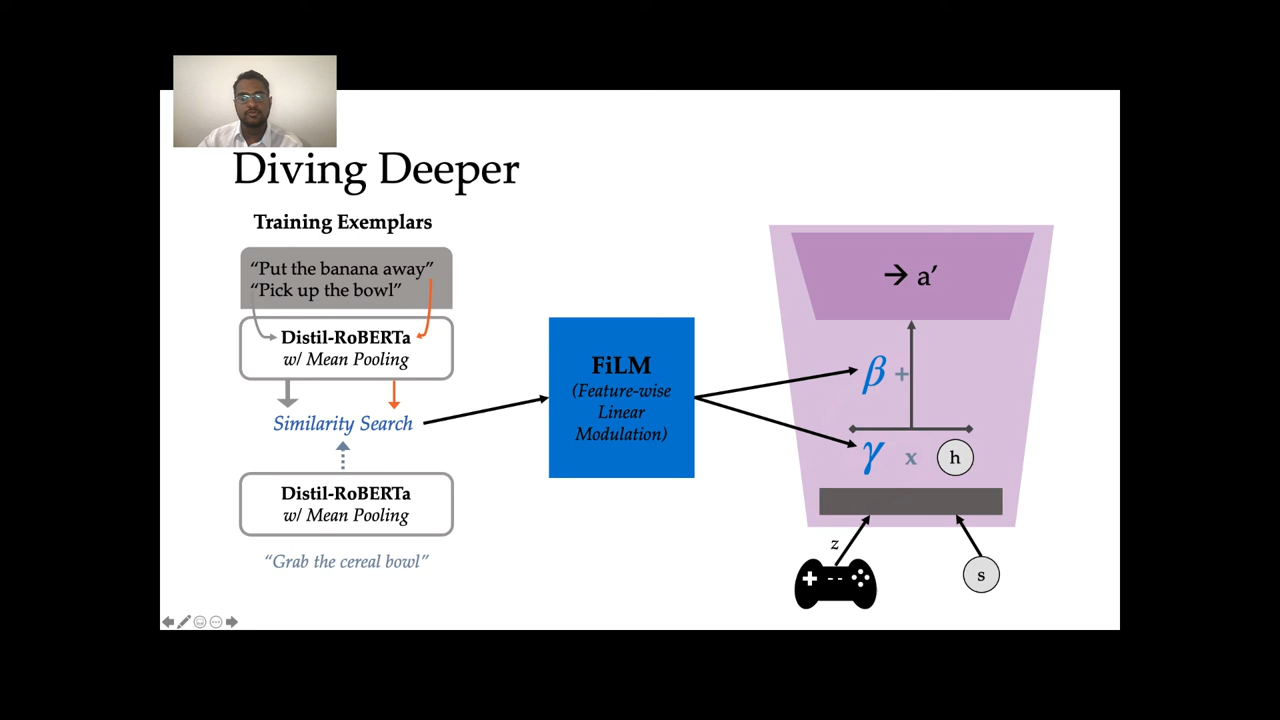 Diving Deeper
Training Exemplars
“Put the banana away”
“Pick up the bowl”
Distil-RoBERTa
w/ Mean Pooling
Similarity Search
Distil-RoBERTa
w/ Mean Pooling
“Grab the cereal bowl”
FiLM
(Feature-wise
Linear
Modulation)
→ a′
β +
γ x h
z
s